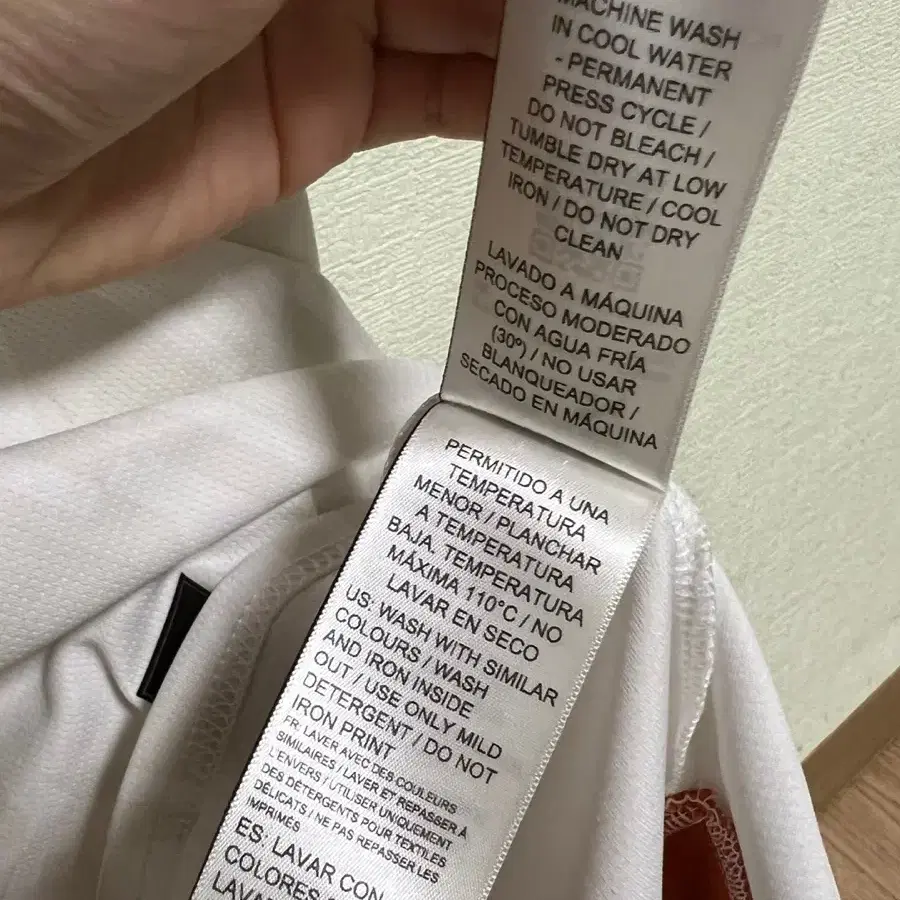 MACHINE WASH
IN COOL WATER
- PERMANENT
PRESS CYCLE /
DO NOT BLEACH /
TUMBLE DRY AT LOW
TEMPERATURE / COOL
IRON / DO NOT DRY
CLEAN
LAVADO A MÁQUINA
PROCESO MODERADO
CON AGUA FRÍA
(30º) / NO USAR
BLANQUEADOR /
SECADO EN MÁQUINA
PERMITIDO A UNA
TEMPERATURA
MENOR / PLANCHAR
A TEMPERATURA
BAJA. TEMPERATURA
MÁXIMA 110°C / NO
LAVAR EN SECO
US: WASH WITH SIMILAR
COLOURS / WASH
AND IRON INSIDE
OUT / USE ONLY MILD
DETERGENT / DO NOT
IRON PRINT
FR: LAVER AVEC DES COULEURS
SIMILAIRES / LAVER ET REPASSER À
L'ENVERS / UTILISER UNIQUEMENT
DES DÉTERGENTS POUR TEXTILES
DÉLICATS / NE PAS REPASSER LES
IMPRIMÉS
ES: LAVAR CON
COLORES